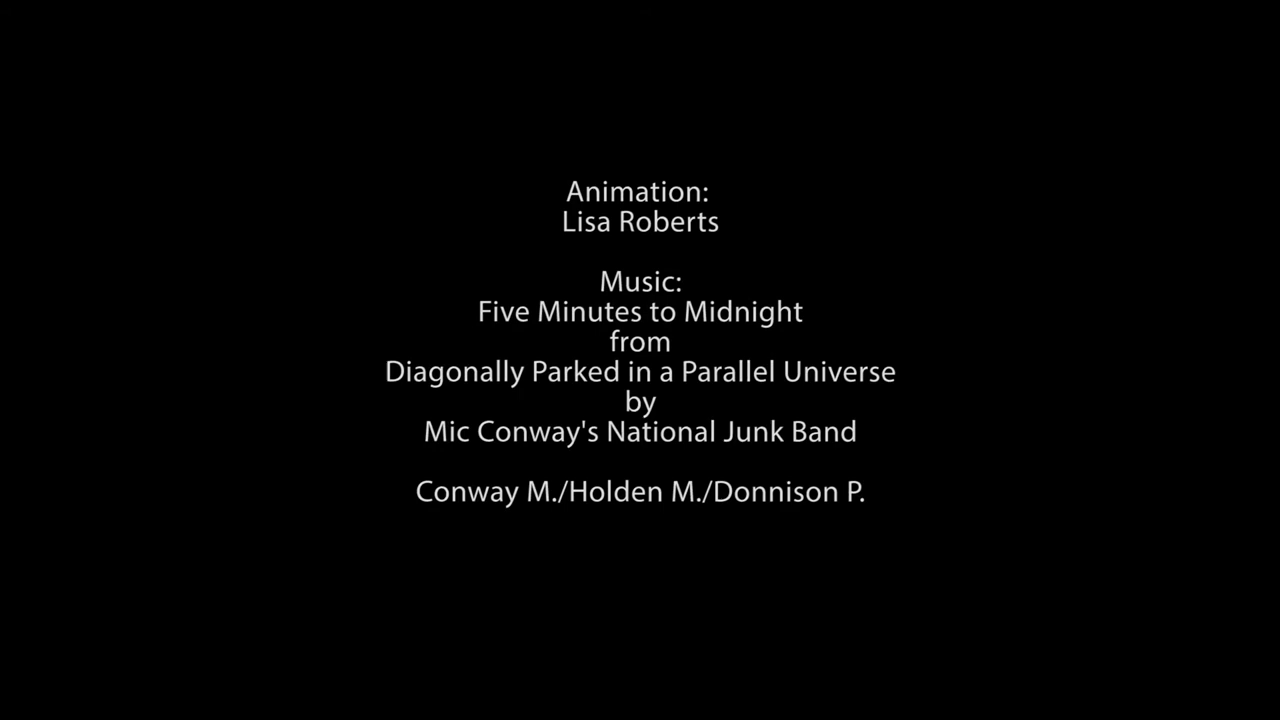 Animation:
Lisa Roberts
Music:
Five Minutes to Midnight
from
Diagonally Parked in a Parallel Universe
by
Mic Conway's National Junk Band
Conway M./Holden M./Donnison P.